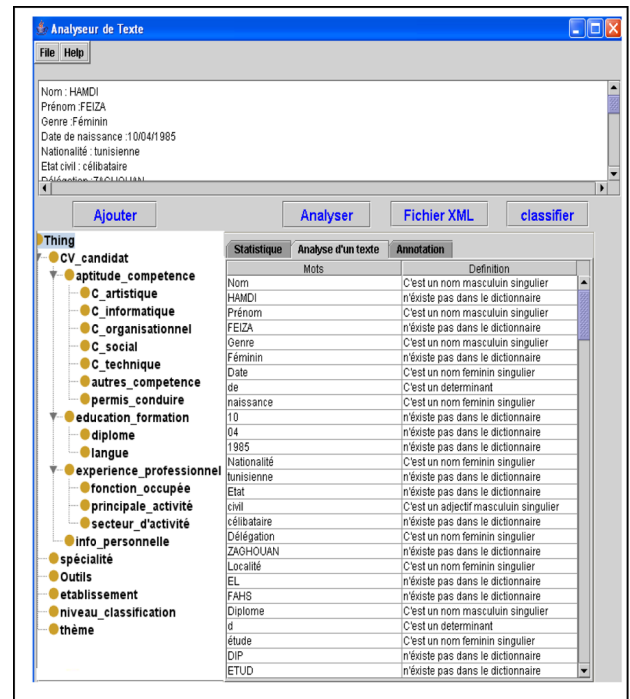 Analyseur de Texte
File Help
Nom : HAMDI
Prénom :FEIZA
Genre :Féminin
Date de naissance :10/04/1985
Nationalité : tunisienne
Etat civil : célibataire
Délégation :ZAGHOUAN
Ajouter Analyser Fichier XML classifier
Thing
CV_candidat
aptitude_competence
C_artistique
C_informatique
C_organisationnel
C_social
C_technique
autres_competence
permis_conduire
education_formation
diplome
langue
experience_professionnel
fonction_occupée
principale_activité
secteur_d'activité
info_personnelle
spécialité
Outils
etablissement
niveau_classification
thème
Statistique Analyse d'un texte Annotation
Mots Definition
Nom C'est un nom masculuin singulier
HAMDI n'éxiste pas dans le dictionnaire
Prénom C'est un nom masculuin singulier
FEIZA n'éxiste pas dans le dictionnaire
Genre C'est un nom masculuin singulier
Féminin n'éxiste pas dans le dictionnaire
Date C'est un nom feminin singulier
de C'est un determinant
naissance C'est un nom feminin singulier
10 n'éxiste pas dans le dictionnaire
04 n'éxiste pas dans le dictionnaire
1985 n'éxiste pas dans le dictionnaire
Nationalité C'est un nom feminin singulier
tunisienne n'éxiste pas dans le dictionnaire
Etat n'éxiste pas dans le dictionnaire
civil C'est un adjectif masculuin singulier
célibataire n'éxiste pas dans le dictionnaire
Délégation C'est un nom feminin singulier
ZAGHOUAN n'éxiste pas dans le dictionnaire
Localité C'est un nom feminin singulier
EL n'éxiste pas dans le dictionnaire
FAHS n'éxiste pas dans le dictionnaire
Diplome C'est un nom masculuin singulier
d C'est un determinant
étude C'est un nom feminin singulier
DIP n'éxiste pas dans le dictionnaire
ETUD n'éxiste pas dans le dictionnaire